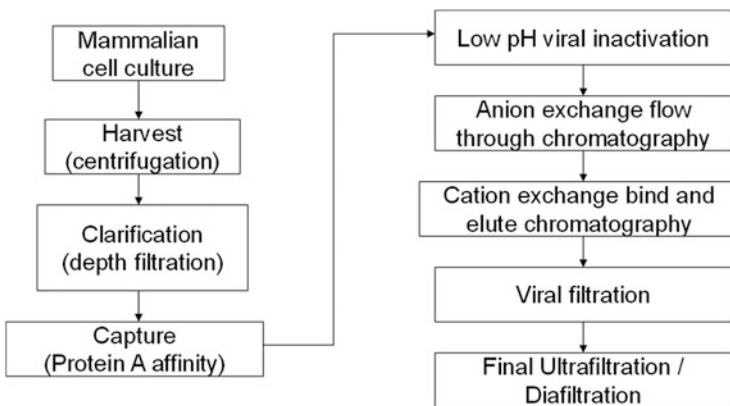 Mammalian
cell culture
Harvest
(centrifugation)
Clarification
(depth filtration)
Capture
(Protein A affinity)
Low pH viral inactivation
Anion exchange flow
through chromatography
Cation exchange bind and
elute chromatography
Viral filtration
Final Ultrafiltration /
Diafiltration